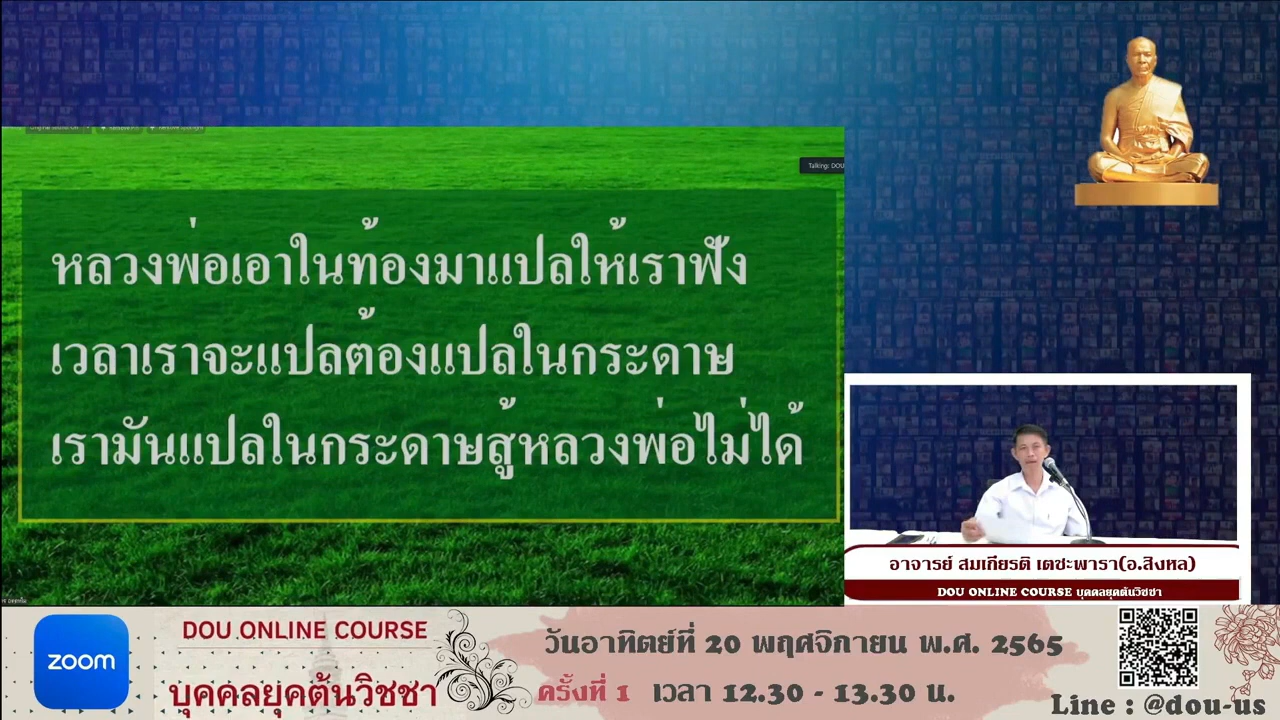 Talking: DOU
หลวงพ่อเอาในท้องมาแปลให้เราฟัง
เวลาเราจะแปลต้องแปลในกระดาษ
เรามันแปลในกระดาษสู้หลวงพ่อไม่ได้
อาจารย์ สมเกียรติ เตชะพารา(อ.สิงหล)
DOU ONLINE COURSE บุคคลยุคต้นวิชชา
zoom
DOU ONLINE COURSE
บุคคลยุคต้นวิชชา
วันอาทิตย์ที่ 20 พฤศจิกายน พ.ศ. 2565
ครั้งที่ 1 เวลา 12.30 - 13.30 น.
Line : @dou-us